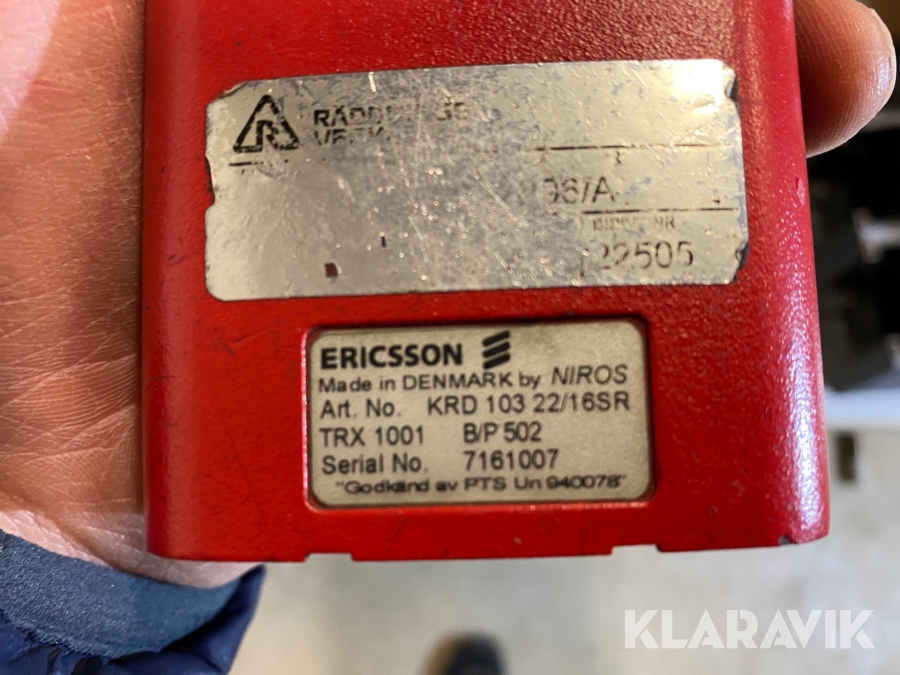 R
96/A
22505
ERICSSON
Made in DENMARK by NIROS
Art. No. KRD 103 22/16SR
TRX 1001 B/P 502
Serial No. 7161007
"Godkänd av PTS Un 940078"
KLARAVIK